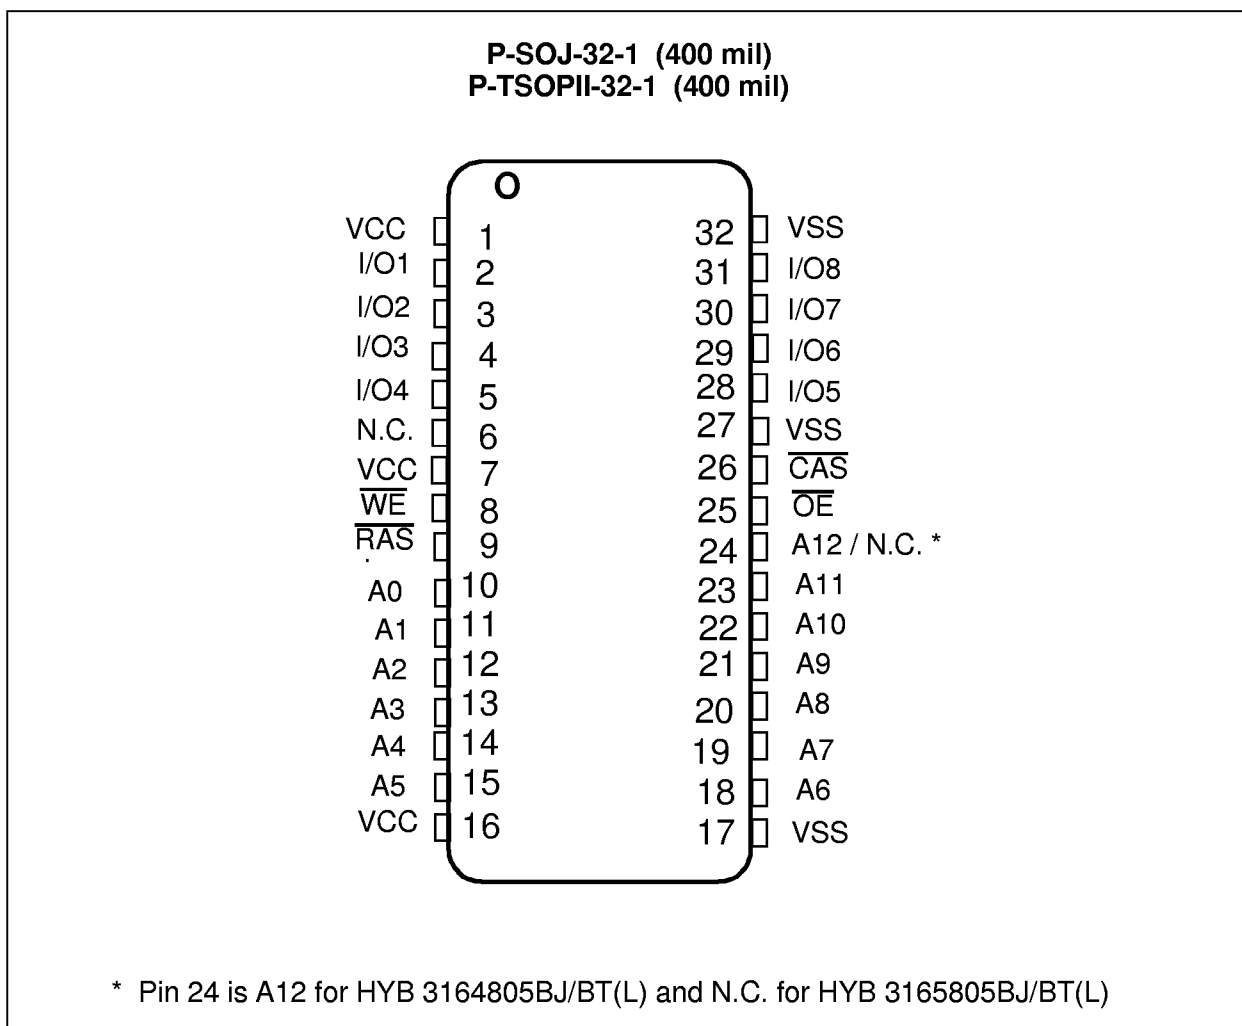 P-SOJ-32-1 (400 mil)
P-TSOPII-32-1 (400 mil)
O
VCC 1 32 VSS
I/O1 2 31 I/O8
I/O2 3 30 I/O7
I/O3 4 29 I/O6
I/O4 5 28 I/O5
N.C. 6 27 VSS
VCC 7 26 C̅A̅S̅
W̅E̅ 8 25 O̅E̅
R̅A̅S̅ 9 24 A12 / N.C. *
A0 10 23 A11
A1 11 22 A10
A2 12 21 A9
A3 13 20 A8
A4 14 19 A7
A5 15 18 A6
VCC 16 17 VSS
* Pin 24 is A12 for HYB 3164805BJ/BT(L) and N.C. for HYB 3165805BJ/BT(L)